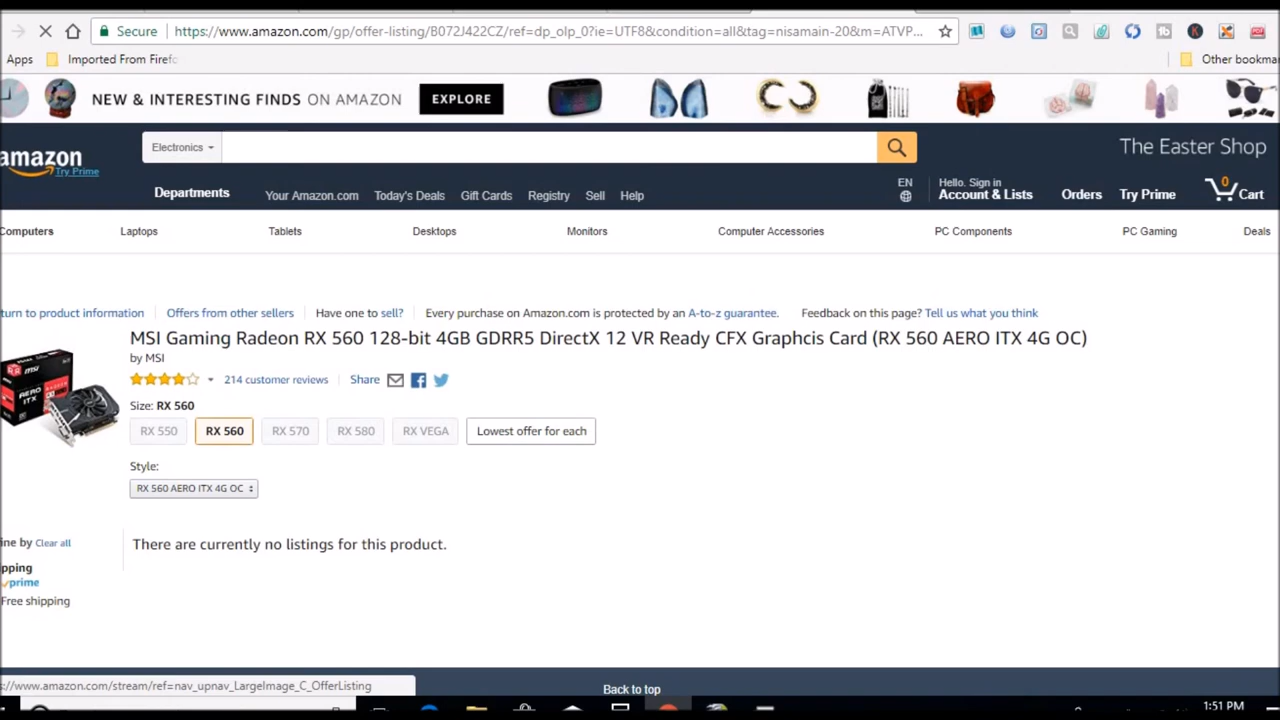 Secure https://www.amazon.com/gp/offer-listing/B072J422CZ/ref=dp_olp_0?ie=UTF8&condition=all&tag=nisamain-20&m=ATVP...
Apps Imported From Firefc Other bookmar
NEW & INTERESTING FINDS ON AMAZON EXPLORE
amazon Try Prime
Electronics
The Easter Shop
Departments Your Amazon.com Today's Deals Gift Cards Registry Sell Help EN Hello. Sign in Account & Lists Orders Try Prime 0 Cart
Computers Laptops Tablets Desktops Monitors Computer Accessories PC Components PC Gaming Deals
turn to product information Offers from other sellers Have one to sell? Every purchase on Amazon.com is protected by an A-to-z guarantee. Feedback on this page? Tell us what you think
MSI Gaming Radeon RX 560 128-bit 4GB GDRR5 DirectX 12 VR Ready CFX Graphcis Card (RX 560 AERO ITX 4G OC)
by MSI
214 customer reviews Share
Size: RX 560
RX 550 RX 560 RX 570 RX 580 RX VEGA Lowest offer for each
Style:
RX 560 AERO ITX 4G OC
ine by Clear all
There are currently no listings for this product.
pping
prime
Free shipping
s://www.amazon.com/stream/ref=nav_upnav_LargeImage_C_OfferListing
Back to top
1:51 PM